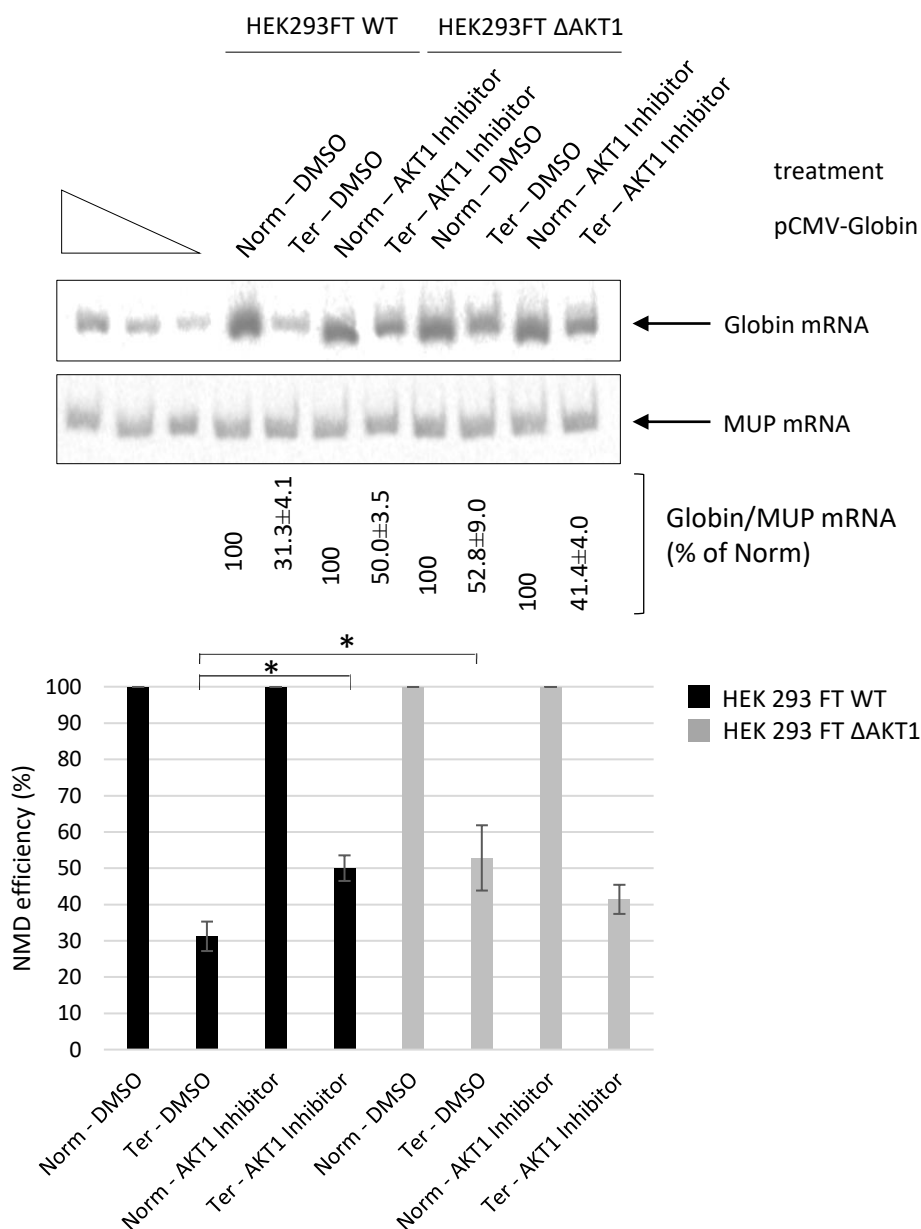 HEK293FT WT
HEK293FT ΔAKT1
Norm – DMSO
Ter – DMSO
Norm – AKT1 Inhibitor
Ter – AKT1 Inhibitor
Norm – DMSO
Ter – DMSO
Norm – AKT1 Inhibitor
Ter – AKT1 Inhibitor
treatment
pCMV-Globin
Globin mRNA
MUP mRNA
100
31.3±4.1
100
50.0±3.5
100
52.8±9.0
100
41.4±4.0
Globin/MUP mRNA
(% of Norm)
*
*
NMD efficiency (%)
100
90
80
70
60
50
40
30
20
10
0
HEK 293 FT WT
HEK 293 FT ΔAKT1
Norm - DMSO
Ter - DMSO
Norm - AKT1 Inhibitor
Ter - AKT1 Inhibitor
Norm - DMSO
Ter - DMSO
Norm - AKT1 Inhibitor
Ter - AKT1 Inhibitor